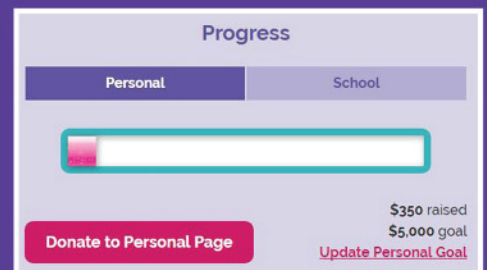 Progress
Personal School
$350 raised
$5,000 goal
Donate to Personal Page
Update Personal Goal